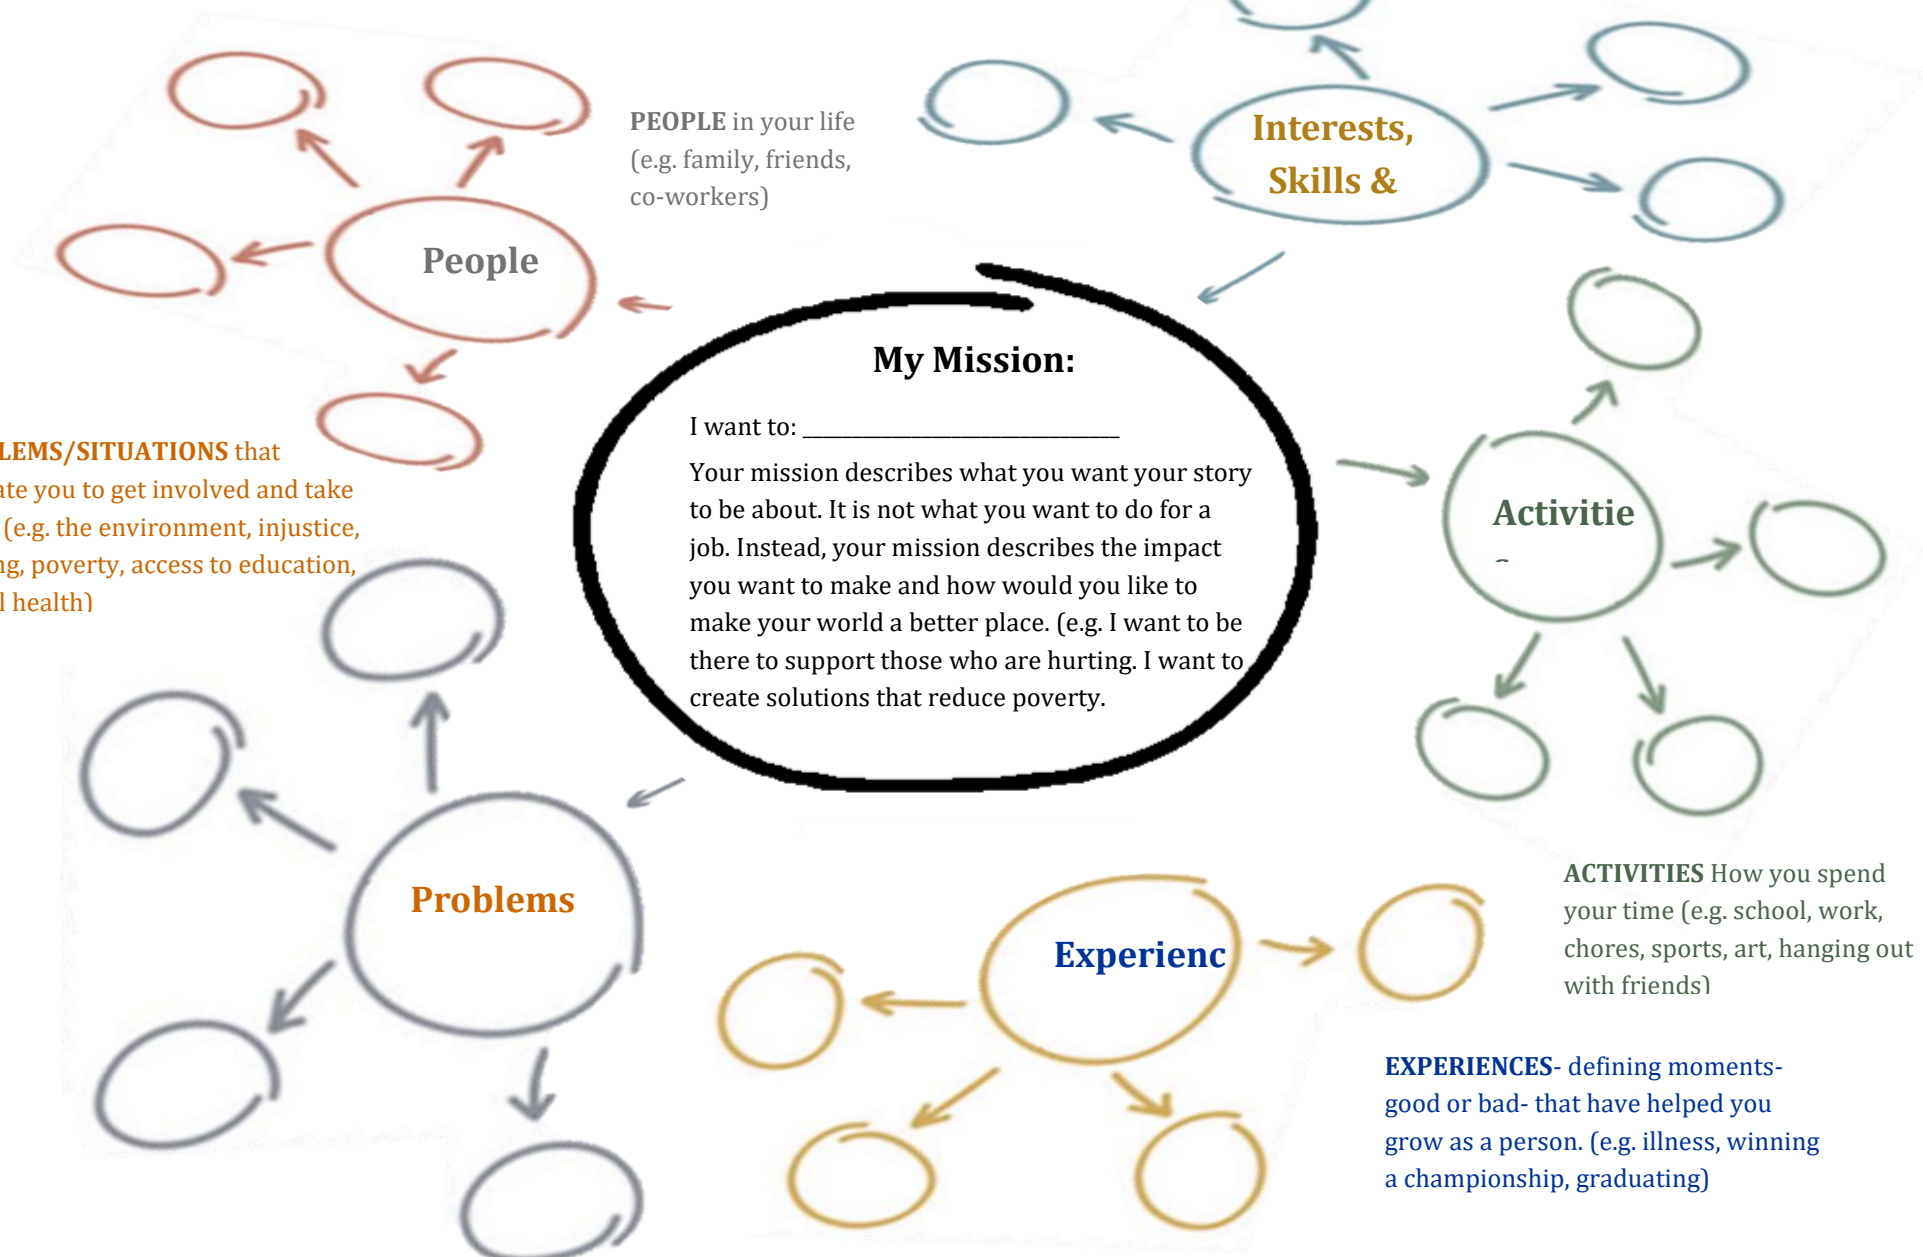 PEOPLE in your life
(e.g. family, friends,
co-workers)
People
Interests,
Skills &
My Mission:
I want to: ______________________________
Your mission describes what you want your story
to be about. It is not what you want to do for a
job. Instead, your mission describes the impact
you want to make and how would you like to
make your world a better place. (e.g. I want to be
there to support those who are hurting. I want to
create solutions that reduce poverty.
LEMS/SITUATIONS that
ate you to get involved and take
(e.g. the environment, injustice,
ng, poverty, access to education,
l health)
Activitie
Problems
Experienc
ACTIVITIES How you spend
your time (e.g. school, work,
chores, sports, art, hanging out
with friends)
EXPERIENCES- defining moments-
good or bad- that have helped you
grow as a person. (e.g. illness, winning
a championship, graduating)